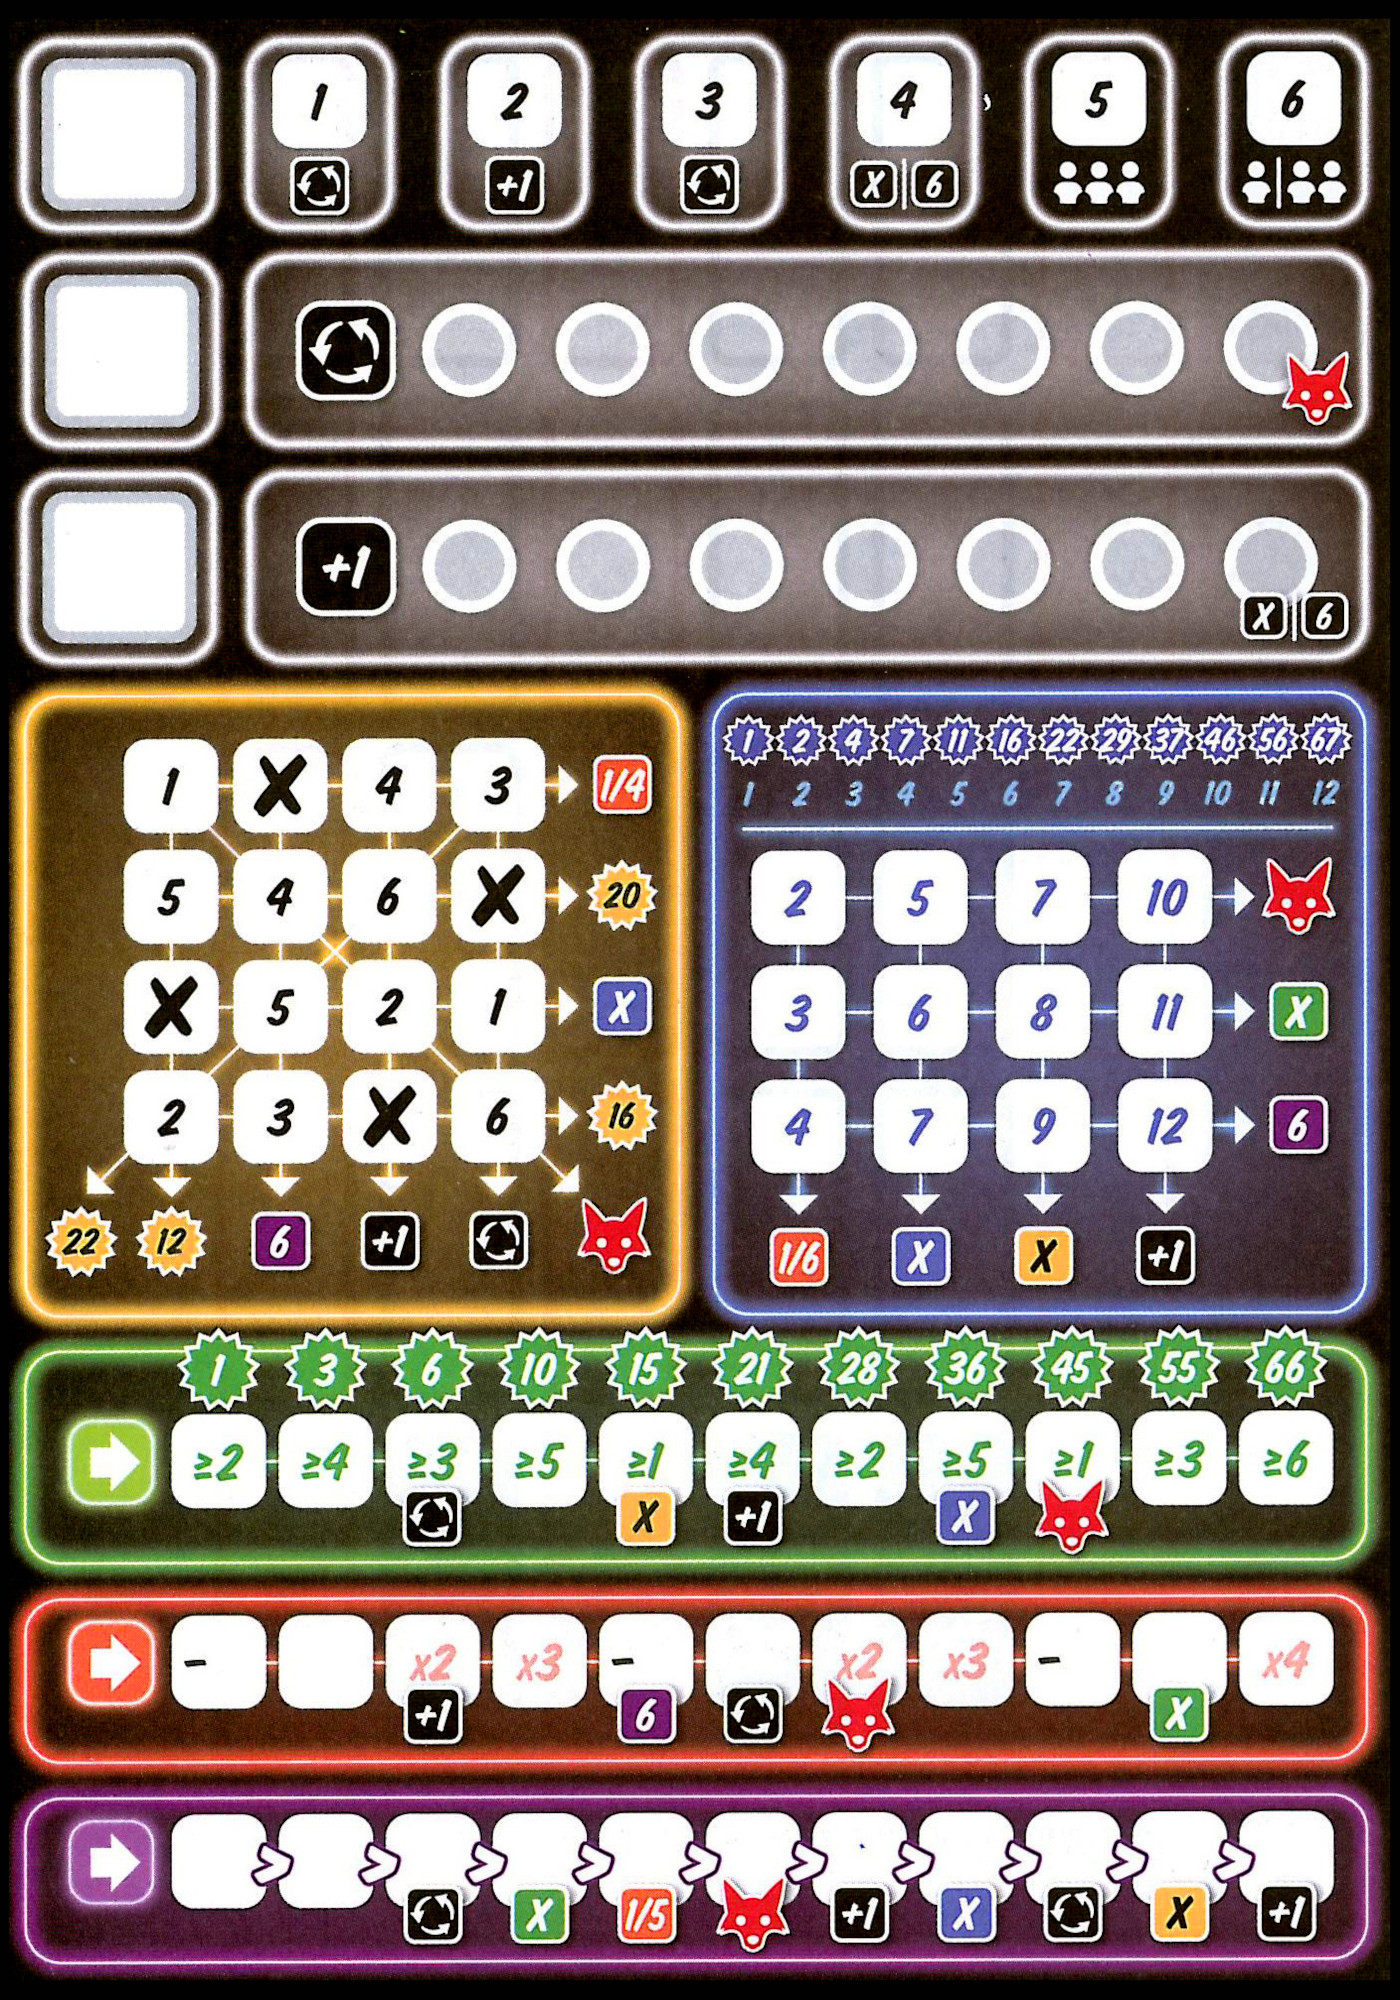 1 2 3 4 5 6
+1 X 6
+1
X 6
1 X 4 3 1/4
5 4 6 X 20
X 5 2 1 X
2 3 X 6 16
22 12 6 +1
1 2 4 7 11 16 22 29 37 46 56 67
1 2 3 4 5 6 7 8 9 10 11 12
2 5 7 10
3 6 8 11 X
4 7 9 12 6
1/6 X X +1
1 3 6 10 15 21 28 36 45 55 66
≥2 ≥4 ≥3 ≥5 ≥1 ≥4 ≥2 ≥5 ≥1 ≥3 ≥6
X +1 X
- x2 x3 - x2 x3 - x4
+1 6 X
> > > > > > > > > >
X 1/5 +1 X X +1